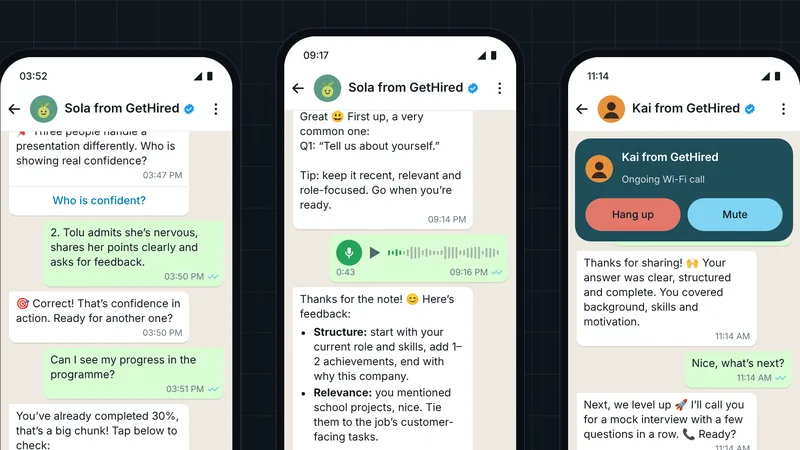 03:52
Sola from GetHired
📌 Three people handle a
presentation differently. Who is
showing real confidence?
03:47 PM
Who is confident?
2. Tolu admits she's nervous,
shares her points clearly and
asks for feedback.
03:50 PM
🎯 Correct! That's confidence in
action. Ready for another one?
03:50 PM
Can I see my progress in the
programme?
03:51 PM
You've already completed 30%,
that's a big chunk! Tap below to
check:
09:17
Sola from GetHired
Great 😃 First up, a very
common one:
Q1: “Tell us about yourself.”
Tip: keep it recent, relevant and
role-focused. Go when you're
ready.
09:14 PM
0:43
09:16 PM
Thanks for the note! 😊 Here's
feedback:
• Structure: start with your
current role and skills, add 1–
2 achievements, end with
why this company.
• Relevance: you mentioned
school projects, nice. Tie
them to the job's customer-
facing tasks.
11:14
Kai from GetHired
Kai from GetHired
Ongoing Wi-Fi call
Hang up
Mute
Thanks for sharing! 🙌 Your
answer was clear, structured
and complete. You covered
background, skills and
motivation.
11:14 AM
Nice, what's next?
11:14 AM
Next, we level up 🚀 I'll call you
for a mock interview with a few
questions in a row. 📞 Ready?
11:14 AM